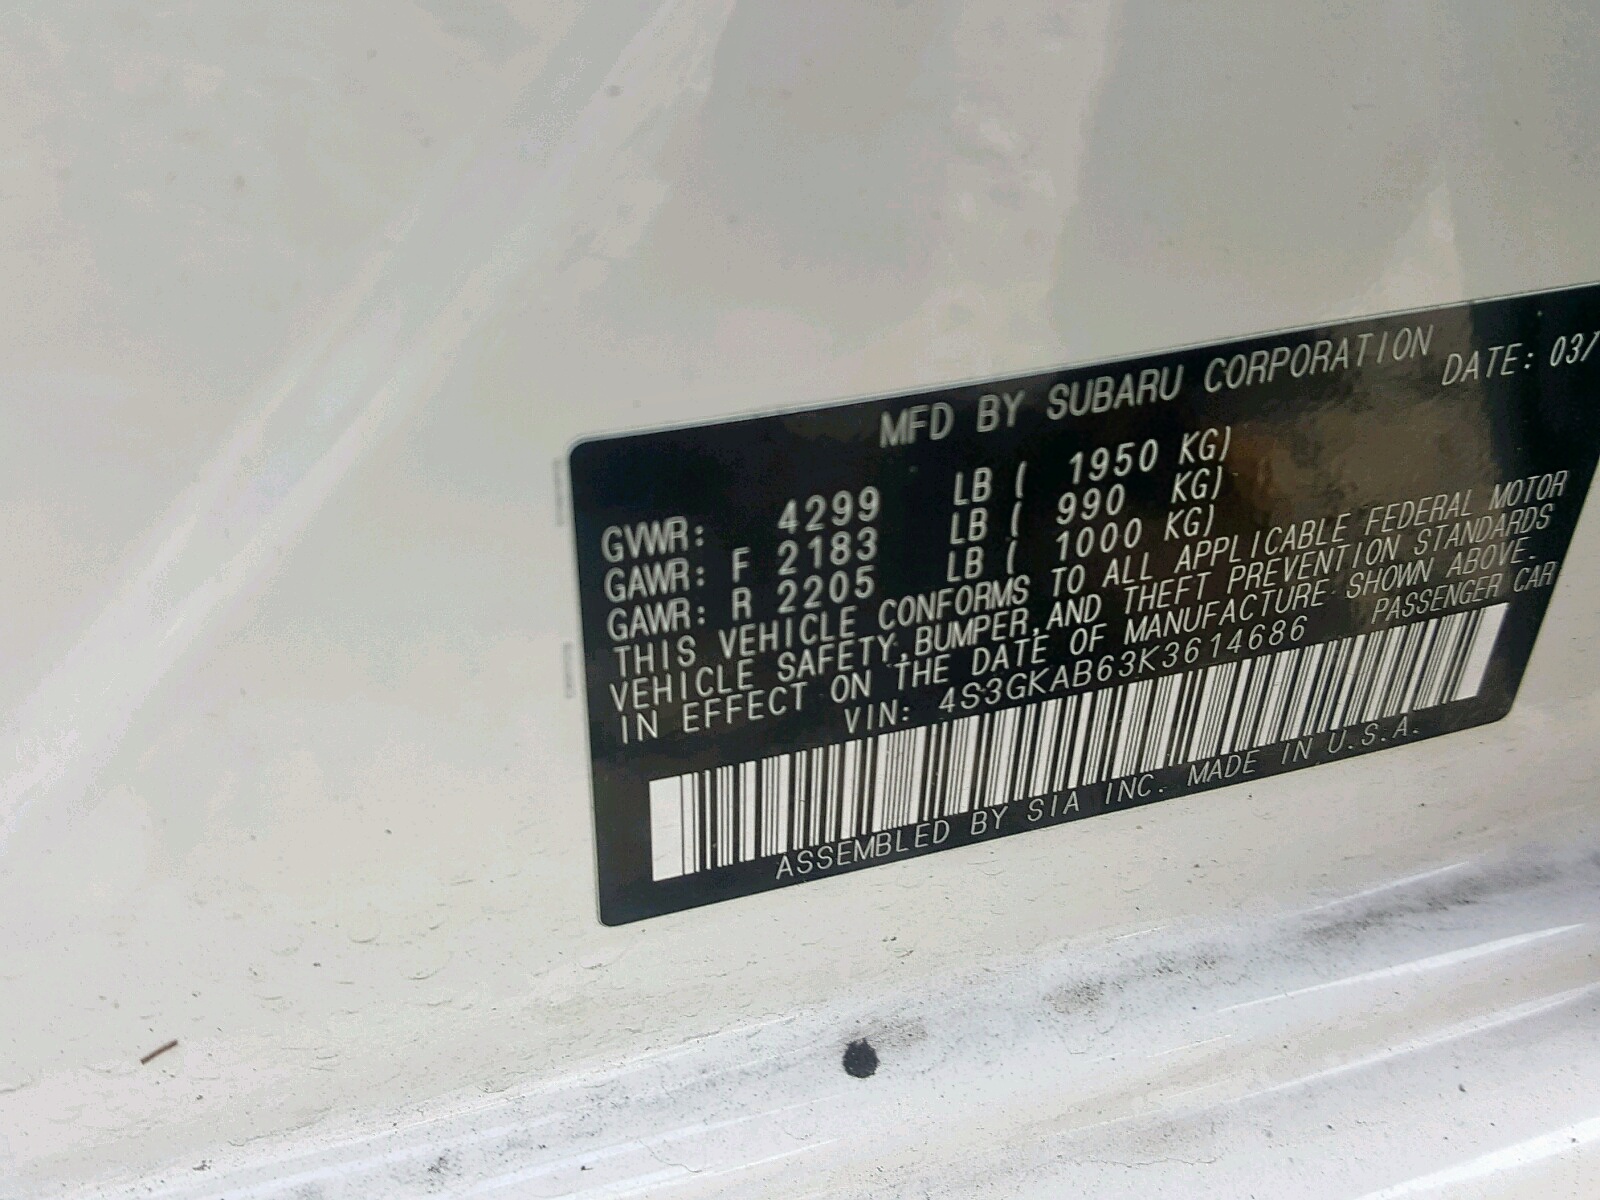 MFD BY SUBARU CORPORATION
DATE: 03/
GVWR: 4299 LB ( 1950 KG)
GAWR: F 2183 LB ( 990 KG)
GAWR: R 2205 LB ( 1000 KG)
THIS VEHICLE CONFORMS TO ALL APPLICABLE FEDERAL MOTOR
VEHICLE SAFETY,BUMPER,AND THEFT PREVENTION STANDARDS
IN EFFECT ON THE DATE OF MANUFACTURE SHOWN ABOVE.
VIN: 4S3GKAB63K3614686 PASSENGER CAR
ASSEMBLED BY SIA INC. MADE IN U.S.A.